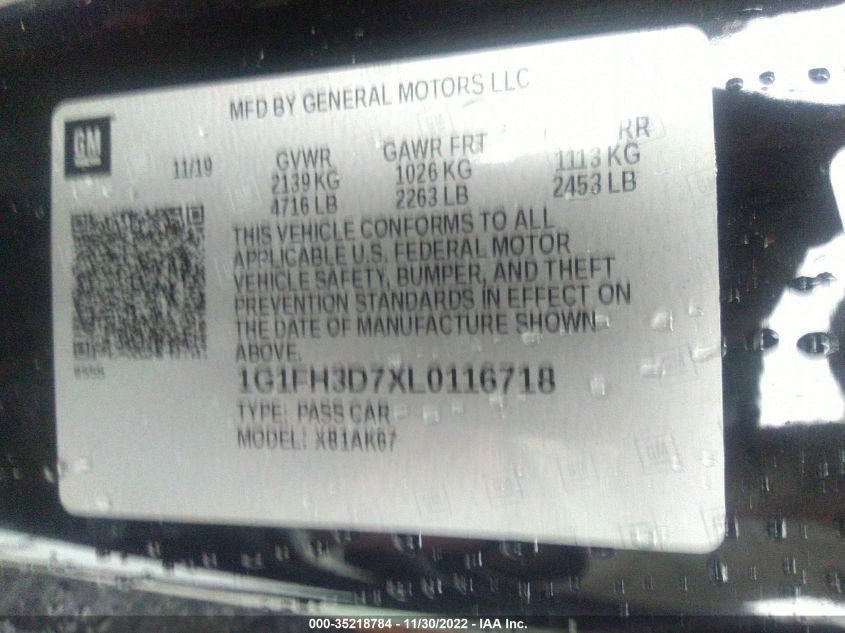 MFD BY GENERAL MOTORS LLC
GM
11/19
GVWR GAWR FRT RR
2139 KG 1026 KG 1113 KG
4716 LB 2263 LB 2453 LB
THIS VEHICLE CONFORMS TO ALL
APPLICABLE U.S. FEDERAL MOTOR
VEHICLE SAFETY, BUMPER, AND THEFT
PREVENTION STANDARDS IN EFFECT ON
THE DATE OF MANUFACTURE SHOWN
ABOVE.
1G1FH3D7XL0116718
TYPE: PASS CAR
MODEL:
000-35218784 - 11/30/2022 - IAA Inc.